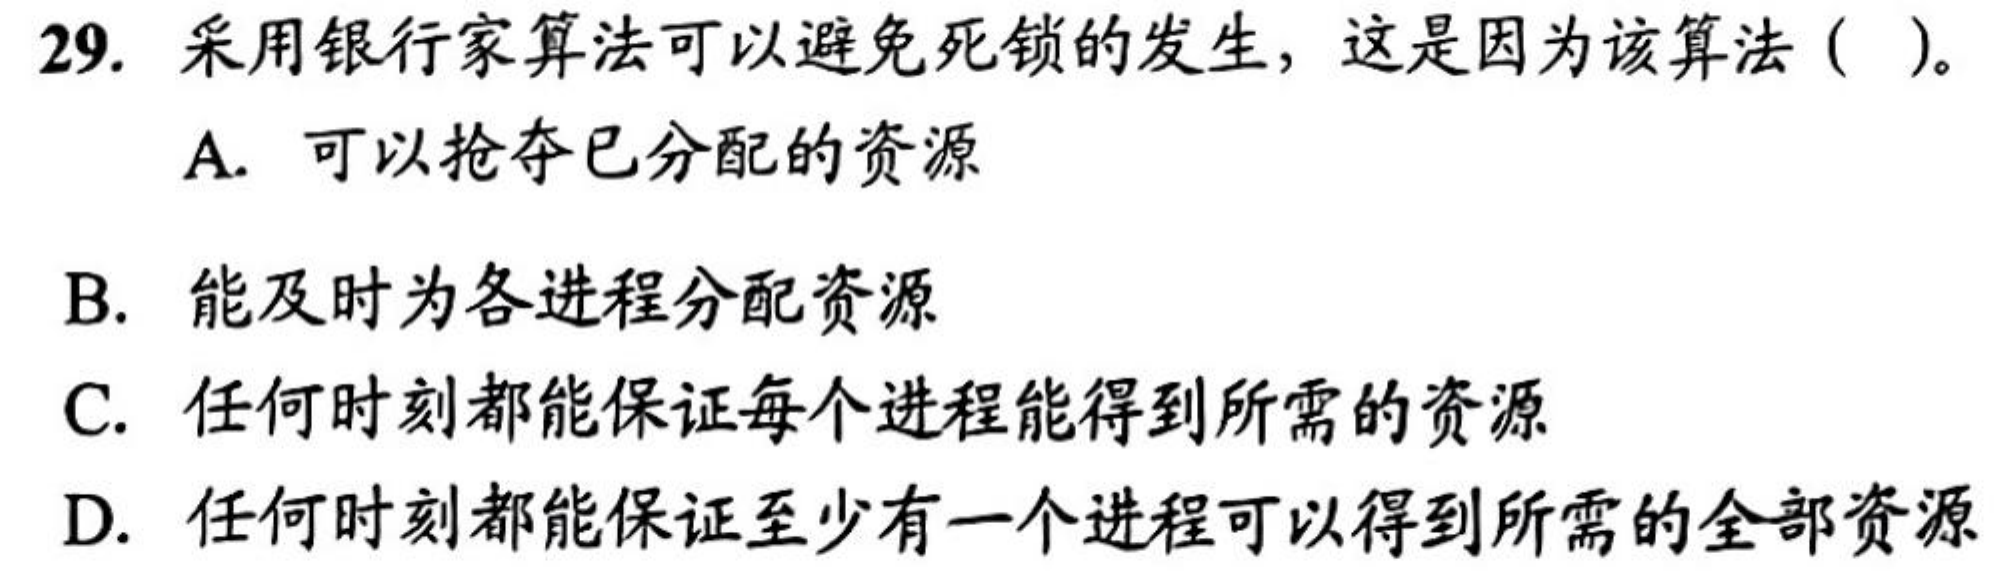 29. 采用银行家算法可以避免死锁的发生，这是因为该算法（ ）。
A. 可以抢夺已分配的资源
B. 能及时为各进程分配资源
C. 任何时刻都能保证每个进程能得到所需的资源
D. 任何时刻都能保证至少有一个进程可以得到所需的全部资源